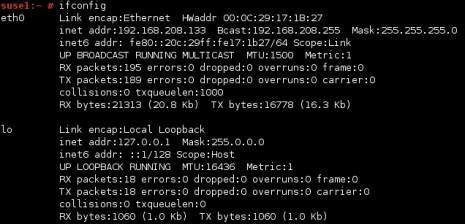 suse1:~ # ifconfig
eth0 Link encap:Ethernet HWaddr 00:0C:29:17:1B:27
inet addr:192.168.208.133 Bcast:192.168.208.255 Mask:255.255.255.0
inet6 addr: fe80::20c:29ff:fe17:1b27/64 Scope:Link
UP BROADCAST RUNNING MULTICAST MTU:1500 Metric:1
RX packets:195 errors:0 dropped:0 overruns:0 frame:0
TX packets:189 errors:0 dropped:0 overruns:0 carrier:0
collisions:0 txqueuelen:1000
RX bytes:21313 (20.8 Kb) TX bytes:16778 (16.3 Kb)
lo Link encap:Local Loopback
inet addr:127.0.0.1 Mask:255.0.0.0
inet6 addr: ::1/128 Scope:Host
UP LOOPBACK RUNNING MTU:16436 Metric:1
RX packets:18 errors:0 dropped:0 overruns:0 frame:0
TX packets:18 errors:0 dropped:0 overruns:0 carrier:0
collisions:0 txqueuelen:0
RX bytes:1060 (1.0 Kb) TX bytes:1060 (1.0 Kb)